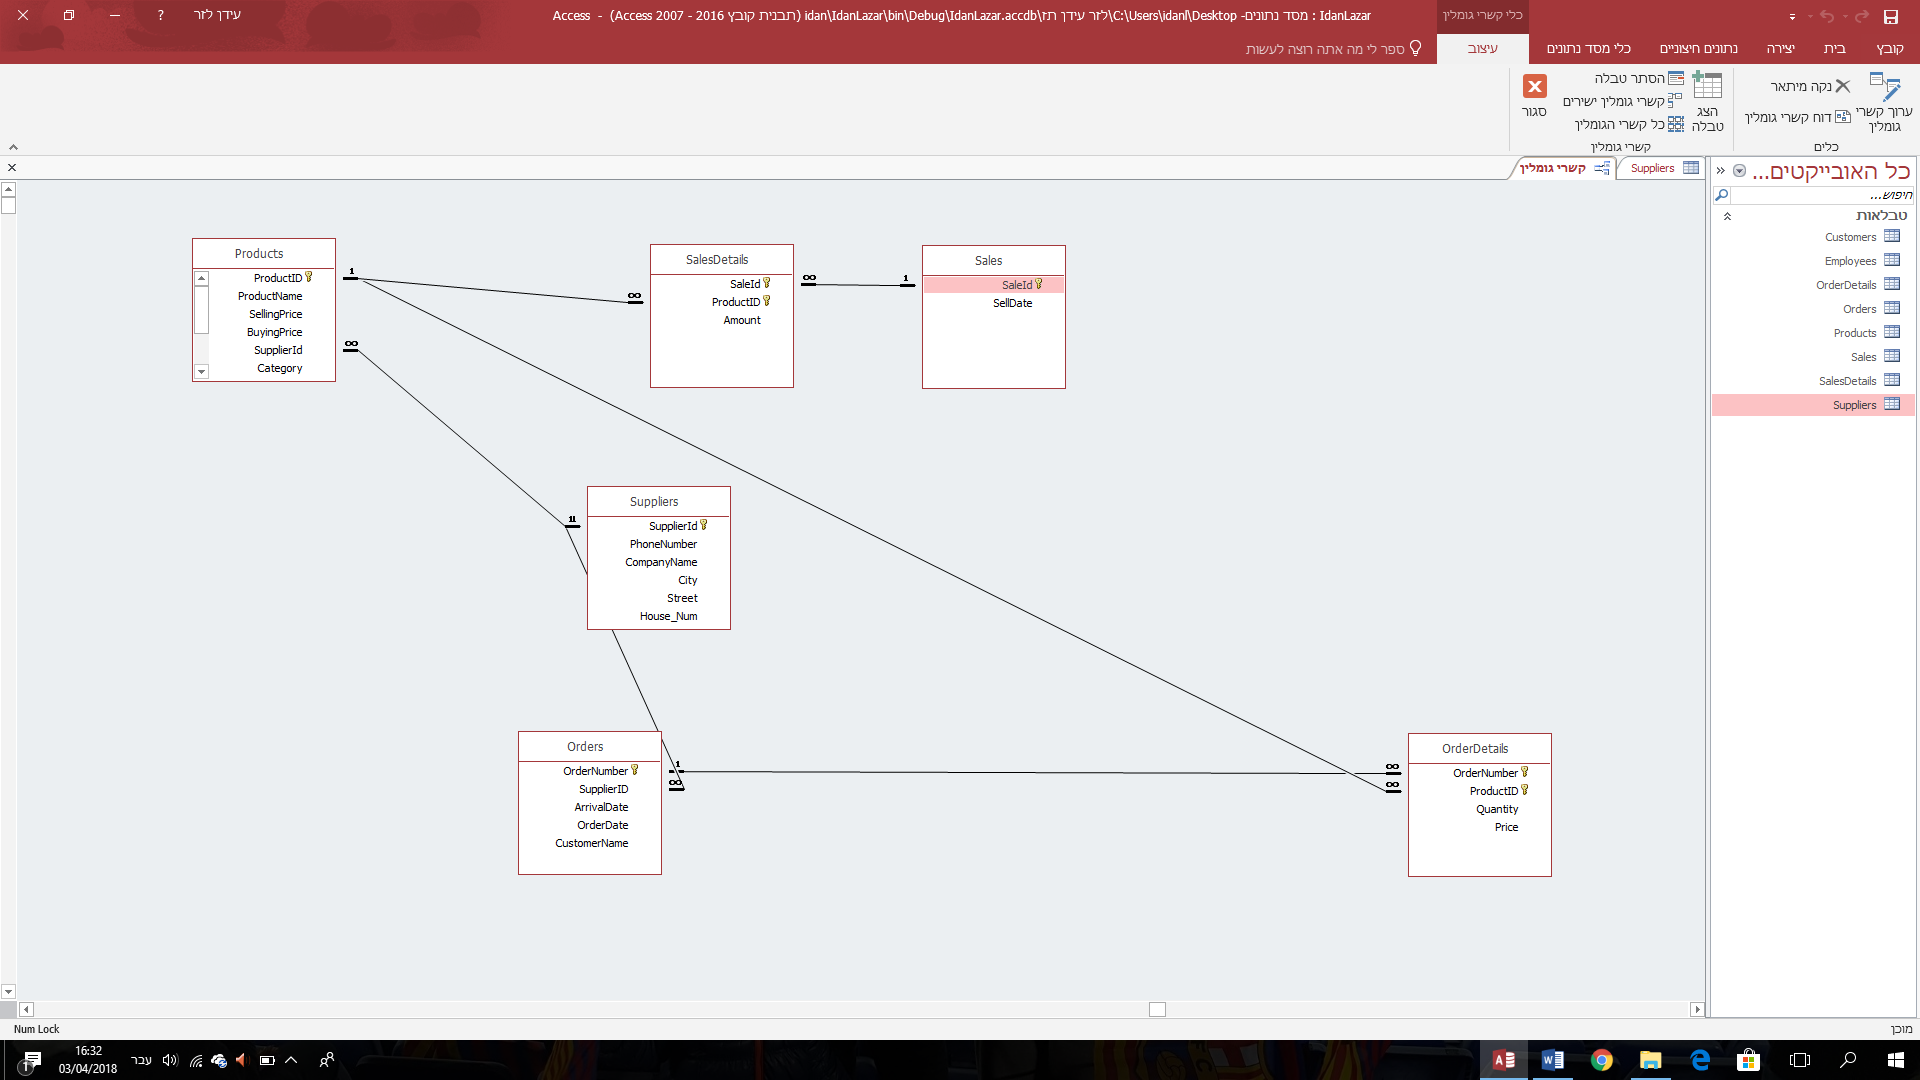 עידן לזר
IdanLazar : מסד נתונים- C:\Users\idanl\Desktop\לזר עידן תז\idan\IdanLazar\bin\Debug\IdanLazar.accdb (תבנית קובץ Access 2007 - 2016) - Access
כלי קשרי גומלין
קובץ
בית
יצירה
נתונים חיצוניים
כלי מסד נתונים
עיצוב
ספר לי מה אתה רוצה לעשות
ערוך קשרי
גומלין
נקה מיתאר
דוח קשרי גומלין
כלים
הצג
טבלה
הסתר טבלה
קשרי גומלין ישירים
כל קשרי הגומלין
קשרי גומלין
סגור
כל האובייקטים...
חיפוש...
טבלאות
Customers
Employees
OrderDetails
Orders
Products
Sales
SalesDetails
Suppliers
Suppliers
קשרי גומלין
Products
ProductID
ProductName
SellingPrice
BuyingPrice
SupplierId
Category
1
∞
∞
SalesDetails
SaleId
ProductID
Amount
∞
1
Sales
SaleId
SellDate
11
Suppliers
SupplierId
PhoneNumber
CompanyName
City
Street
House_Num
Orders
OrderNumber
SupplierID
ArrivalDate
OrderDate
CustomerName
1
∞
∞
∞
OrderDetails
OrderNumber
ProductID
Quantity
Price
Num Lock
מוכן
16:32
03/04/2018
עבר
1